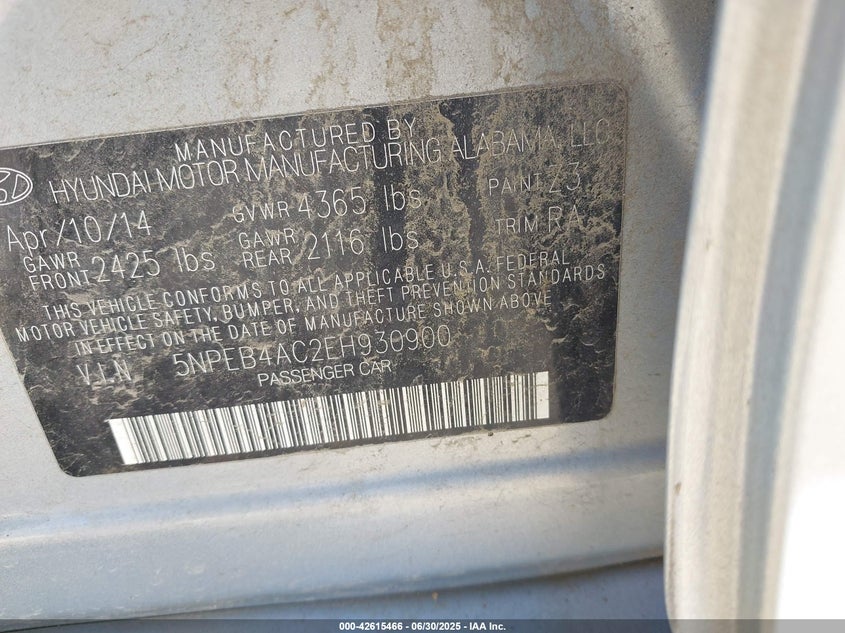 MANUFACTURED BY
HYUNDAI MOTOR MANUFACTURING ALABAMA, LLC
Apr/10/14 GVWR 4365 lbs PAINT Z3
GAWR FRONT 2425 lbs GAWR REAR 2116 lbs TRIM RA
THIS VEHICLE CONFORMS TO ALL APPLICABLE U.S.A. FEDERAL
MOTOR VEHICLE SAFETY, BUMPER, AND THEFT PREVENTION STANDARDS
IN EFFECT ON THE DATE OF MANUFACTURE SHOWN ABOVE
V.I.N 5NPEB4AC2EH930900
PASSENGER CAR
000-42615466 - 06/30/2025 - IAA Inc.